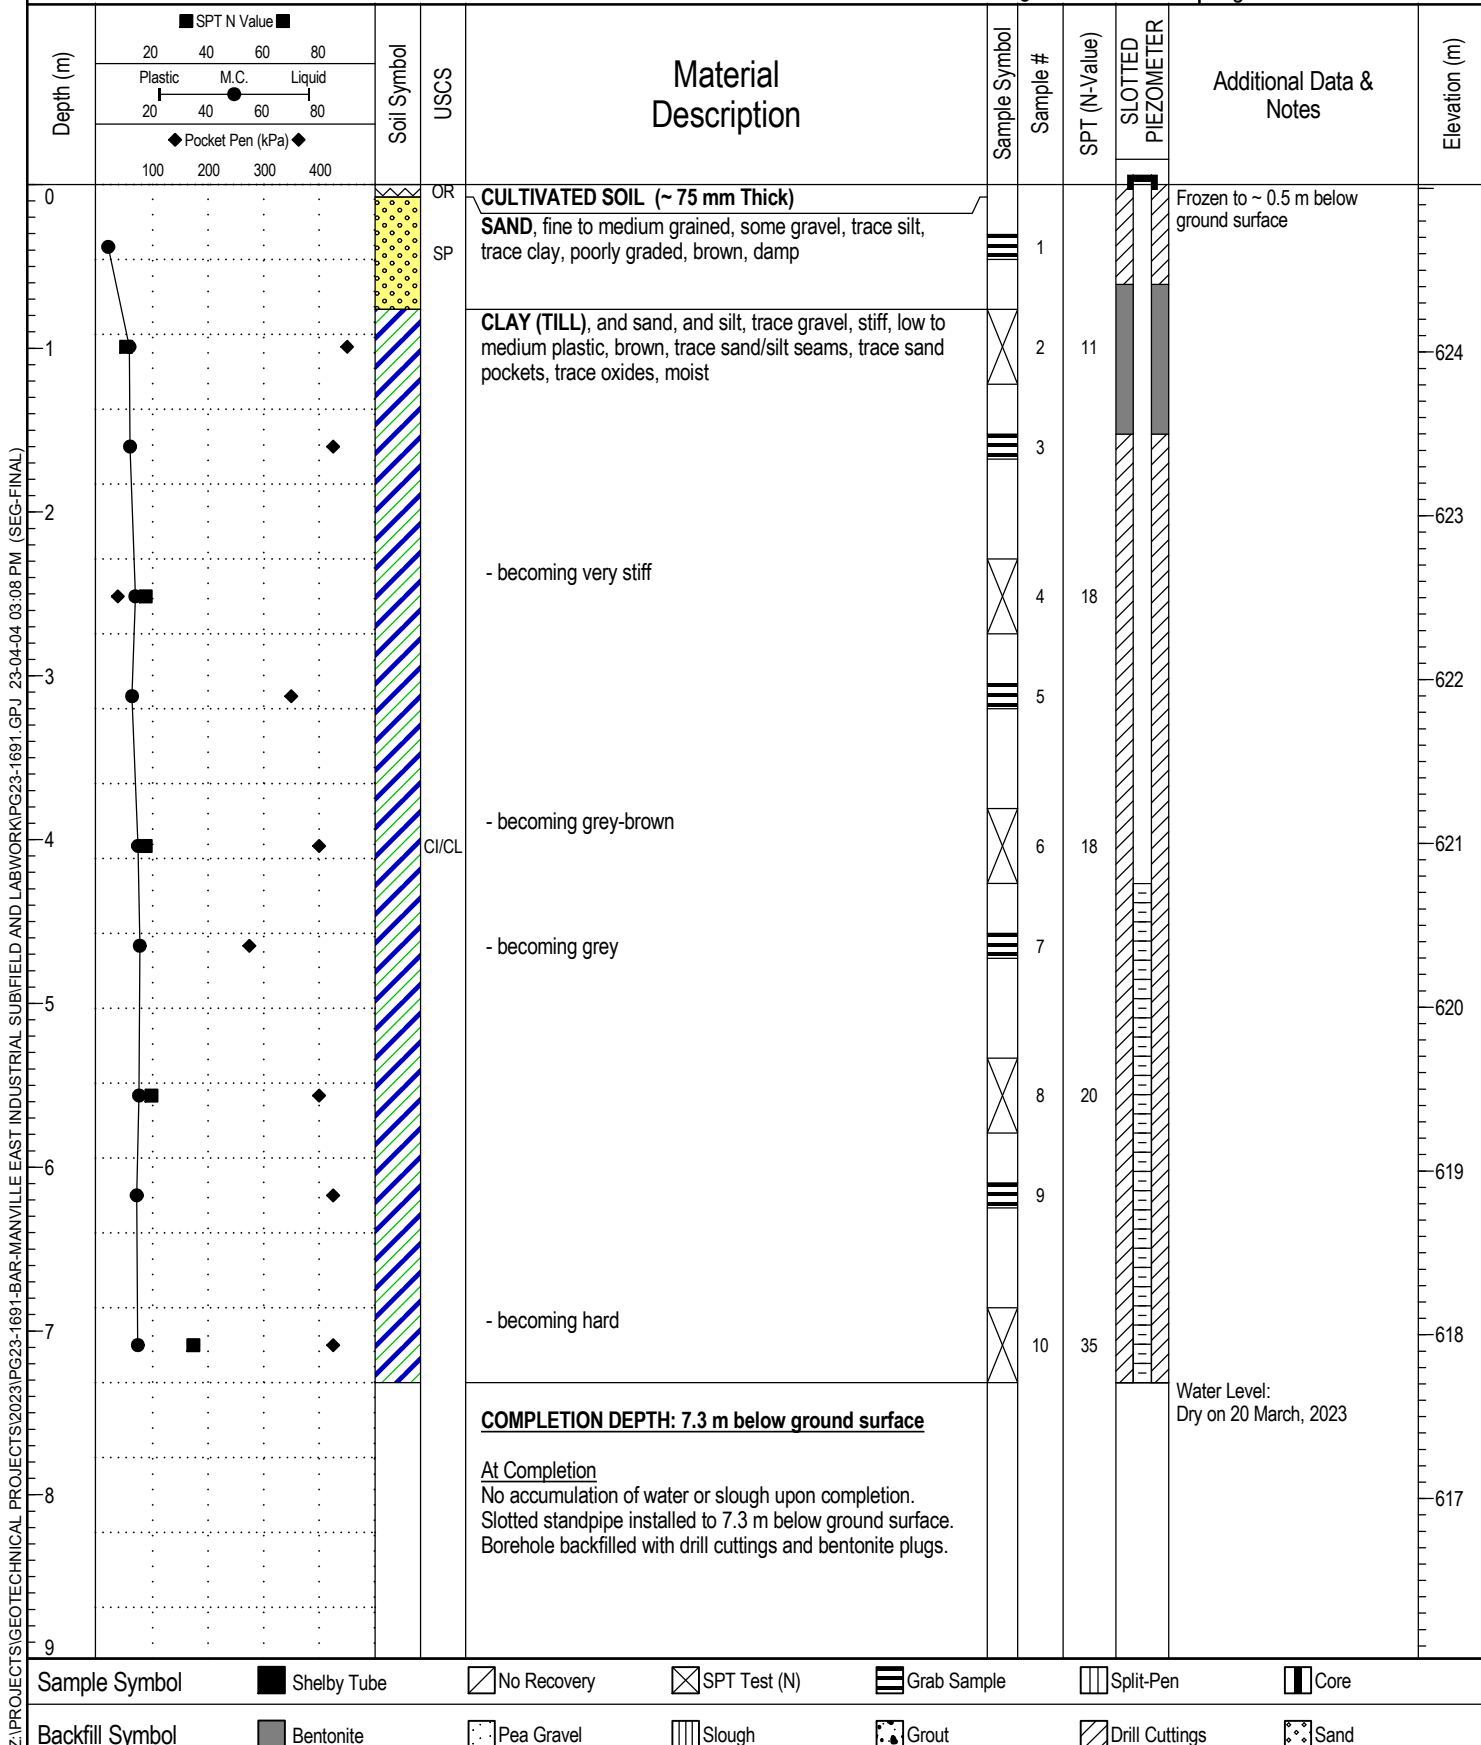 SPT N Value
20 40 60 80
Plastic M.C. Liquid
20 40 60 80
Pocket Pen (kPa)
100 200 300 400
Depth (m)
Soil Symbol
USCS
Material
Description
Sample Symbol
Sample #
SPT (N-Value)
SLOTTED
PIEZOMETER
Additional Data &
Notes
Elevation (m)
0
OR
CULTIVATED SOIL (~ 75 mm Thick)
Frozen to ~ 0.5 m below
ground surface
SAND, fine to medium grained, some gravel, trace silt,
trace clay, poorly graded, brown, damp
SP
1
CLAY (TILL), and sand, and silt, trace gravel, stiff, low to
medium plastic, brown, trace sand/silt seams, trace sand
pockets, trace oxides, moist
1
2
11
624
3
2
623
- becoming very stiff
4
18
3
5
622
- becoming grey-brown
4
CI/CL
6
18
621
- becoming grey
7
5
620
8
20
6
619
9
- becoming hard
7
10
35
618
Water Level:
Dry on 20 March, 2023
COMPLETION DEPTH: 7.3 m below ground surface
At Completion
No accumulation of water or slough upon completion.
Slotted standpipe installed to 7.3 m below ground surface.
Borehole backfilled with drill cuttings and bentonite plugs.
8
617
9
Z:\PROJECTS\GEOTECHNICAL PROJECTS\2023\PG23-1691-BAR-MANVILLE EAST INDUSTRIAL SUB\FIELD AND LABWORK\PG23-1691.GPJ 23-04-04 03:08 PM (SEG-FINAL)
Sample Symbol Shelby Tube No Recovery SPT Test (N) Grab Sample Split-Pen Core
Backfill Symbol Bentonite Pea Gravel Slough Grout Drill Cuttings Sand